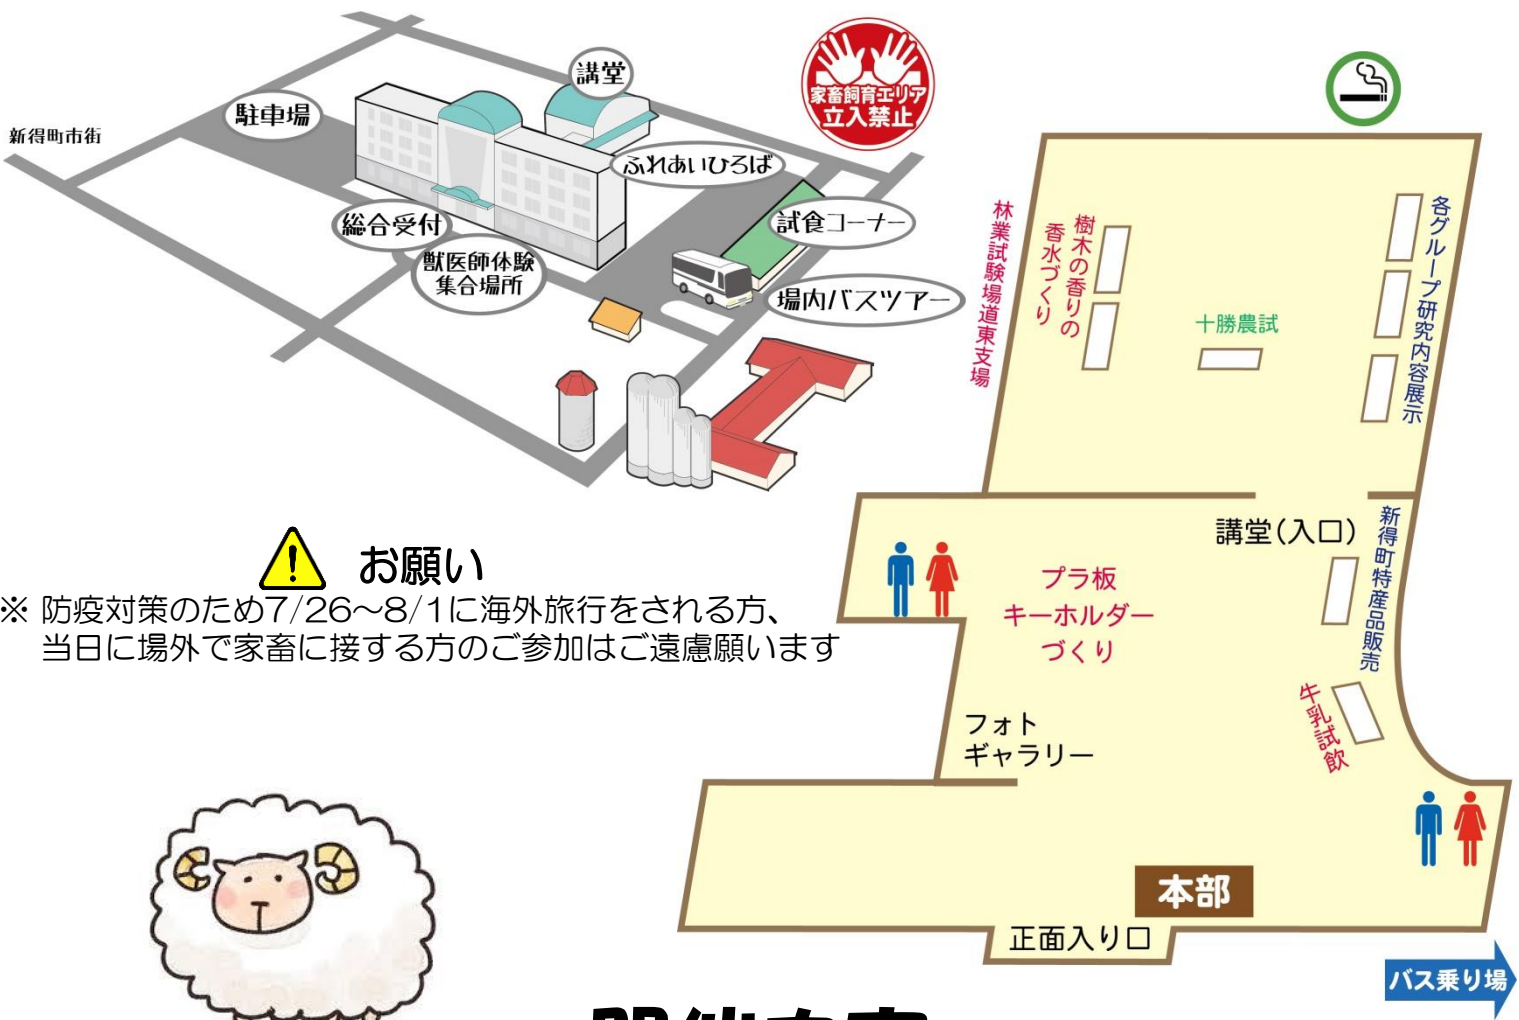 講堂
駐車場
新得町市街
家畜飼育エリア
立入禁止
ふれあいひろば
総合受付
試食コーナー
獣医師体験
集合場所
場内バスツアー
林業試験場道東支場
樹木の香りの
香水づくり
十勝農試
各グループ研究内容展示
講堂(入口)
新得町特産品販売
プラ板
キーホルダー
づくり
牛乳試飲
フォト
ギャラリー
本部
正面入り口
バス乗り場
お願い
※ 防疫対策のため7/26~8/1に海外旅行をされる方、
当日に場外で家畜に接する方のご参加はご遠慮願います